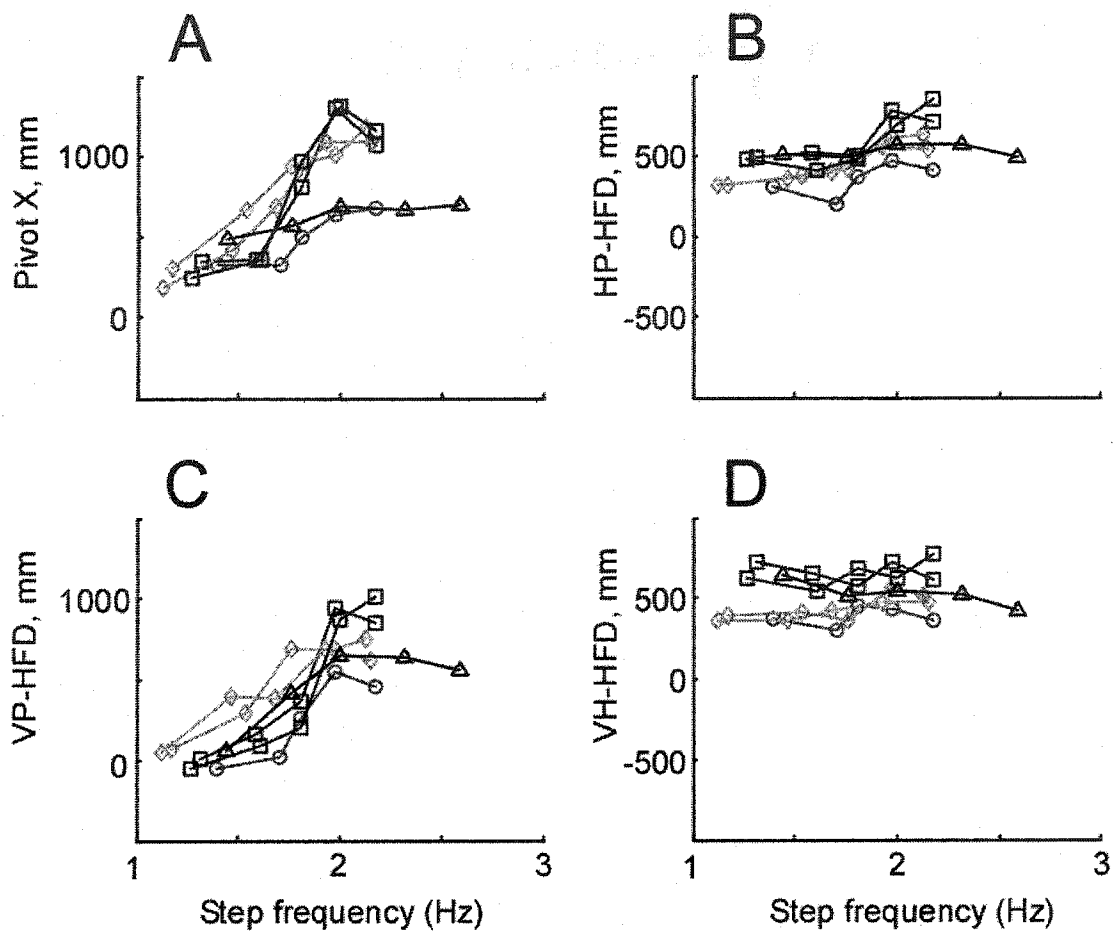 A
Pivot X, mm
1000
0
B
HP-HFD, mm
500
0
-500
C
VP-HFD, mm
1000
0
1
2
3
Step frequency (Hz)
D
VH-HFD, mm
500
0
-500
1
2
3
Step frequency (Hz)